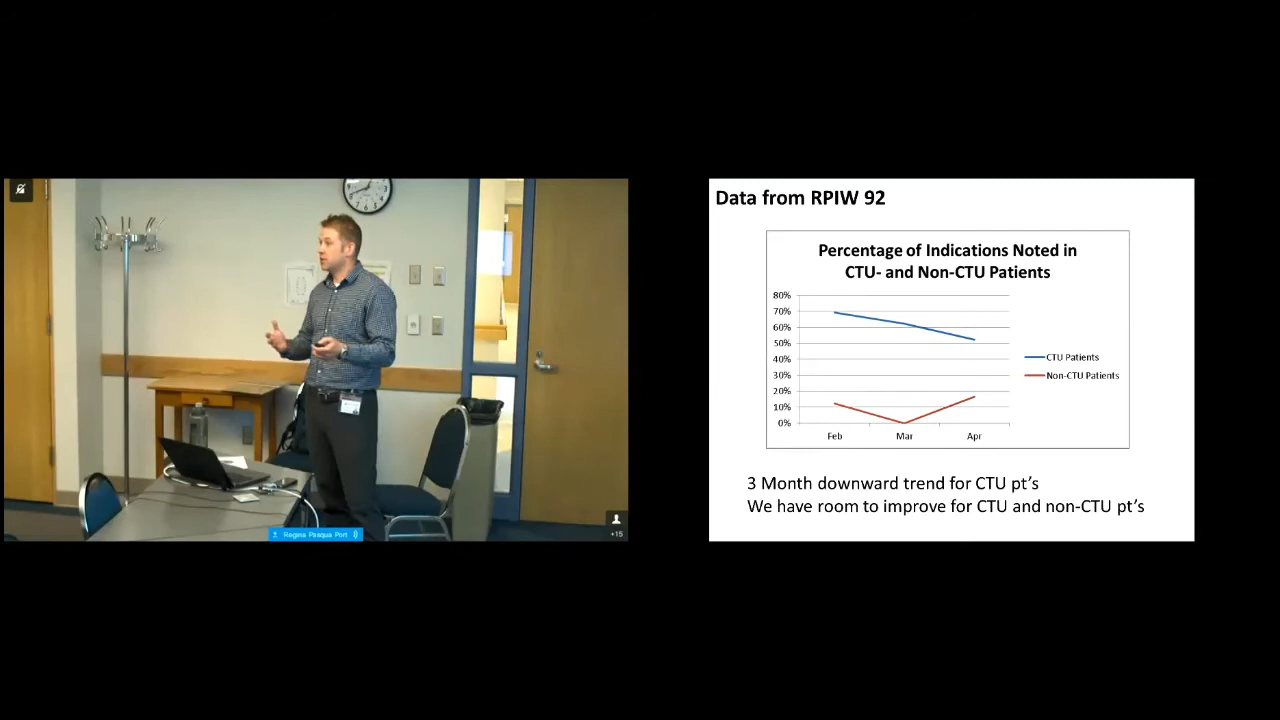 Regina Pasqua Port
+15
Data from RPIW 92
Percentage of Indications Noted in
CTU- and Non-CTU Patients
80%
70%
60%
50%
40%
30%
20%
10%
0%
Feb Mar Apr
CTU Patients
Non-CTU Patients
3 Month downward trend for CTU pt's
We have room to improve for CTU and non-CTU pt's